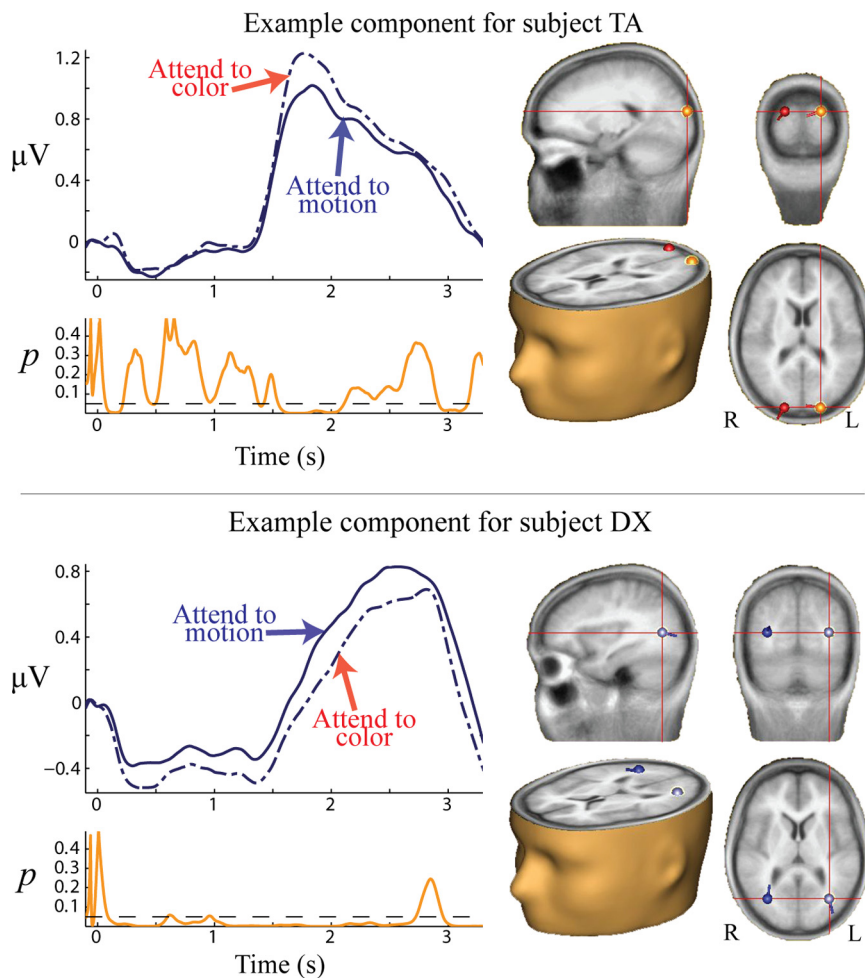 Example component for subject TA
1.2
Attend to
color
0.8
μV
Attend to
motion
0.4
0
0 1 2 3
0.4
p 0.3
0.2
0.1
0 1 2 3
R L
Time (s)
Example component for subject DX
0.8
Attend to
motion
0.4
μV
Attend to
color
0
−0.4
0 1 2 3
0.4
p 0.3
0.2
0.1
0 1 2 3
R L
Time (s)